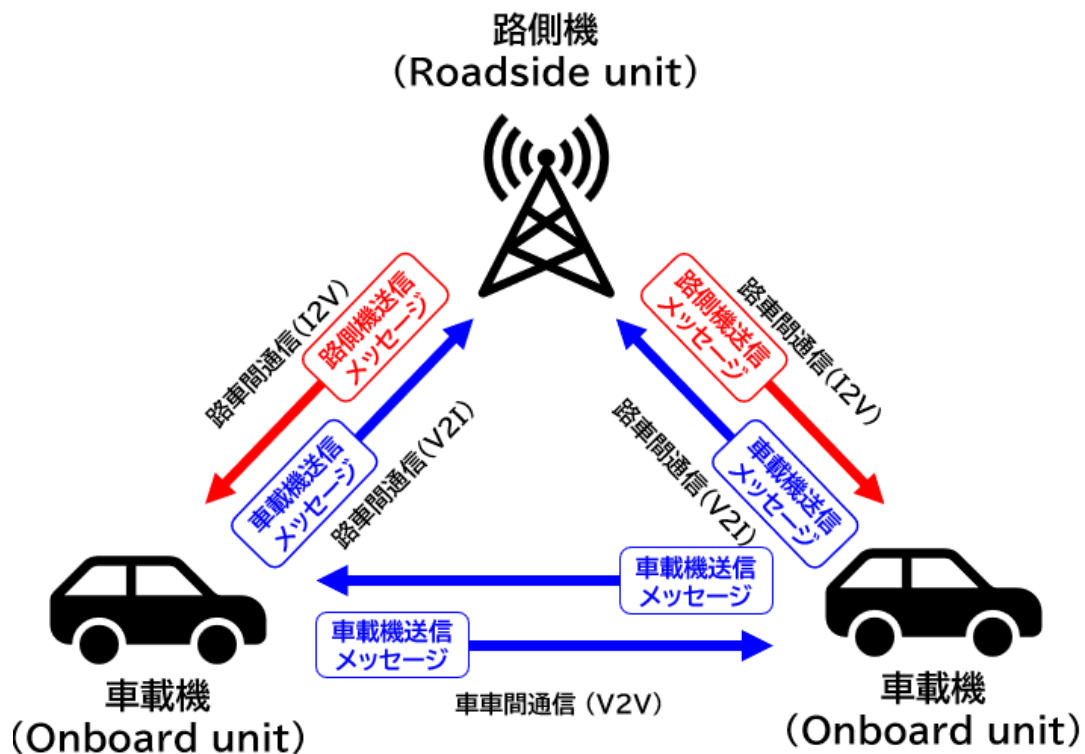 路側機
(Roadside unit)
路車間通信(I2V)
路側機送信
メッセージ
車載機送信
メッセージ
路車間通信(V2I)
路側機送信
メッセージ
路車間通信(I2V)
車載機送信
メッセージ
路車間通信(V2I)
車載機送信
メッセージ
車載機送信
メッセージ
車車間通信 (V2V)
車載機
(Onboard unit)
車載機
(Onboard unit)